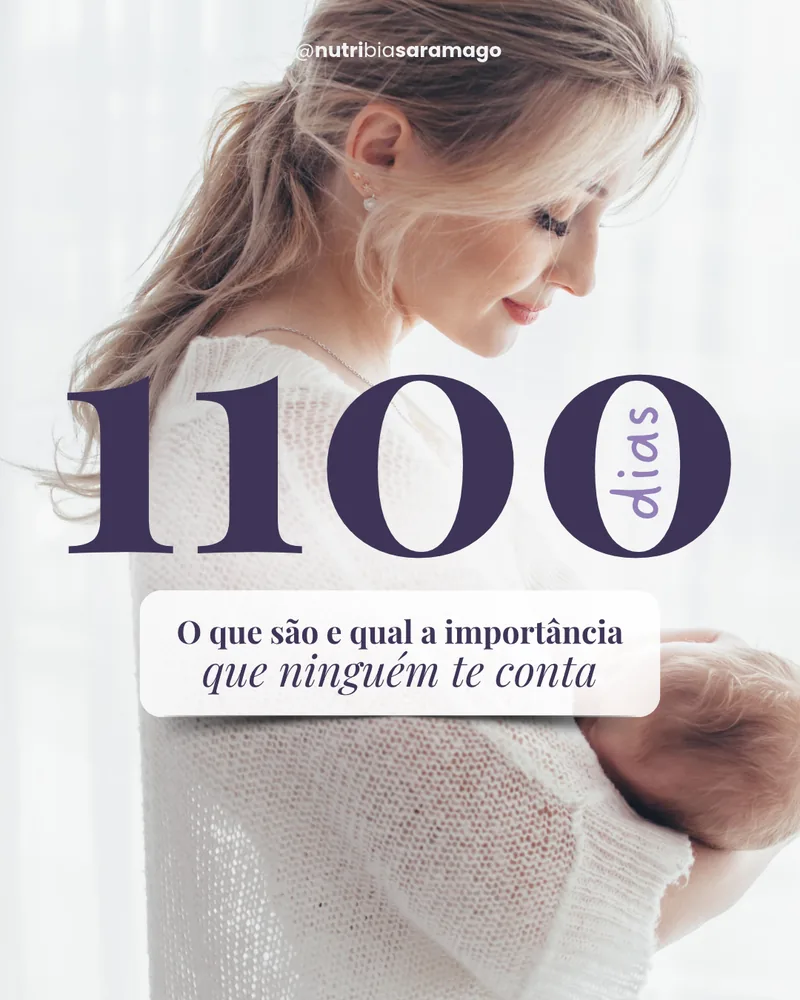 @nutribiasaramago
1100
dias
O que são e qual a importância
que ninguém te conta